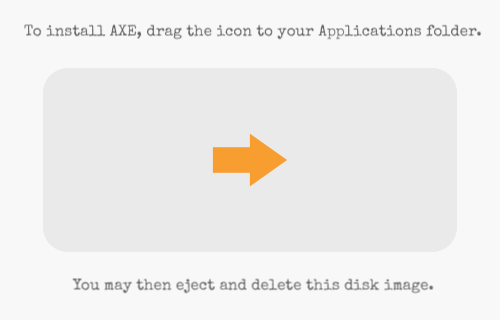 To install AXE, drag the icon to your Applications folder.
You may then eject and delete this disk image.